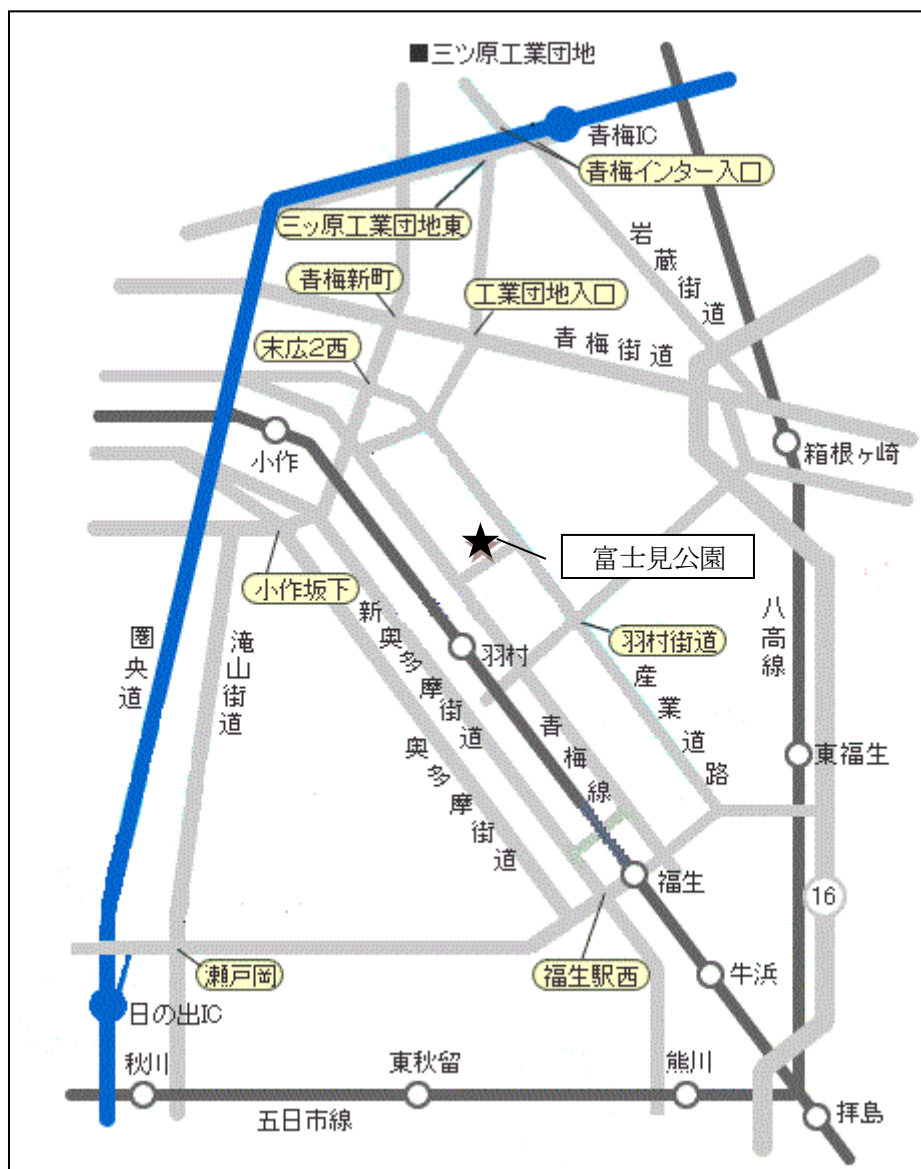 ■三ツ原工業団地
青梅IC
青梅インター入口
三ッ原工業団地東
岩蔵街道
青梅新町
工業団地入口
青梅街道
末広2西
小作
箱根ヶ崎
富士見公園
小作坂下
圏央道
滝山街道
新奥多摩街道
羽村
羽村街道
八高線
奥多摩街道
青梅線
産業道路
東福生
福生
16
瀬戸岡
福生駅西
牛浜
日の出IC
秋川
東秋留
熊川
五日市線
拝島